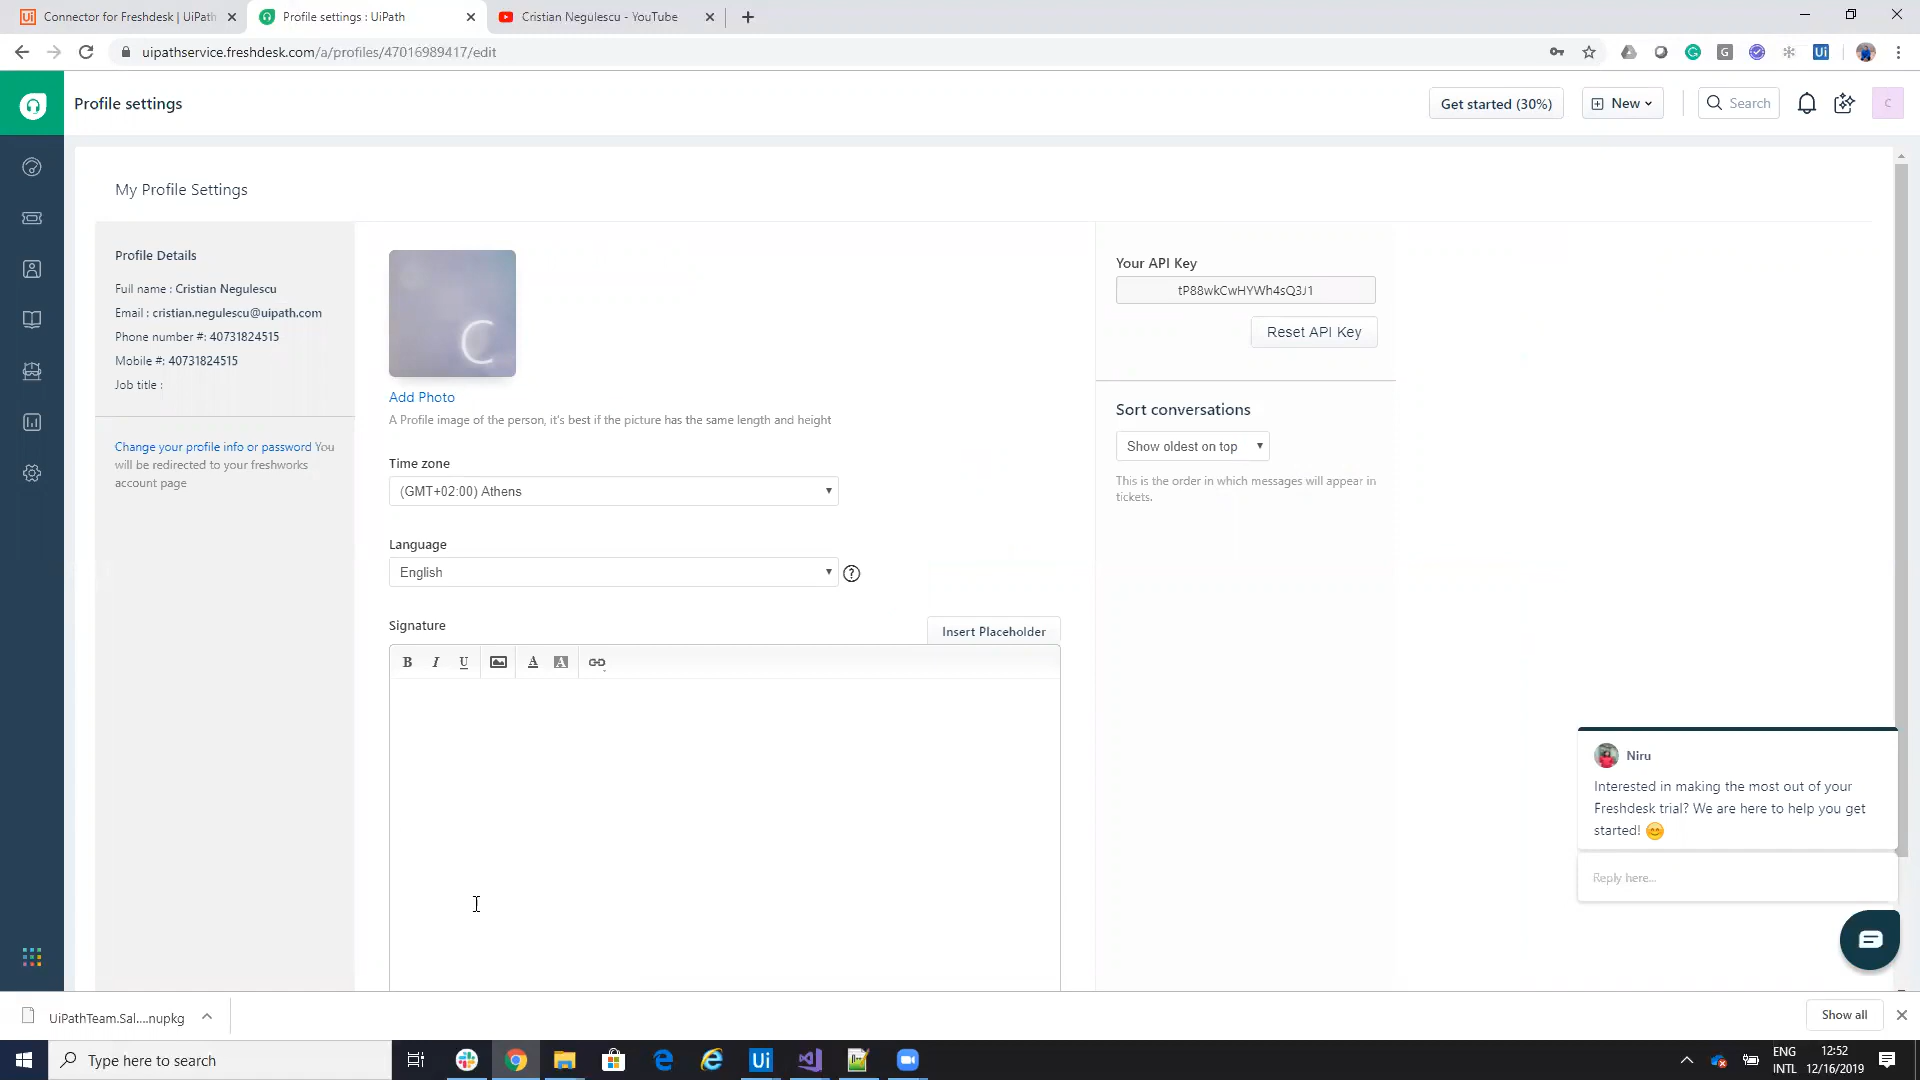 Connector for Freshdesk | UiPath
Profile settings : UiPath
Cristian Negulescu - YouTube
uipathservice.freshdesk.com/a/profiles/47016989417/edit
Profile settings
Get started (30%)
New
Search
C
My Profile Settings
Profile Details
Full name : Cristian Negulescu
Email : cristian.negulescu@uipath.com
Phone number #: 40731824515
Mobile #: 40731824515
Job title :
Change your profile info or password You
will be redirected to your freshworks
account page
C
Add Photo
A Profile image of the person, it's best if the picture has the same length and height
Time zone
(GMT+02:00) Athens
Language
English
Signature
Insert Placeholder
B I U A A
Your API Key
tP88wkCwHYWh4sQ3J1
Reset API Key
Sort conversations
Show oldest on top
This is the order in which messages will appear in
tickets.
Niru
Interested in making the most out of your
Freshdesk trial? We are here to help you get
started! 😊
Reply here...
UiPathTeam.Sal....nupkg
Show all
Type here to search
Ui
ENG
INTL
12:52
12/16/2019